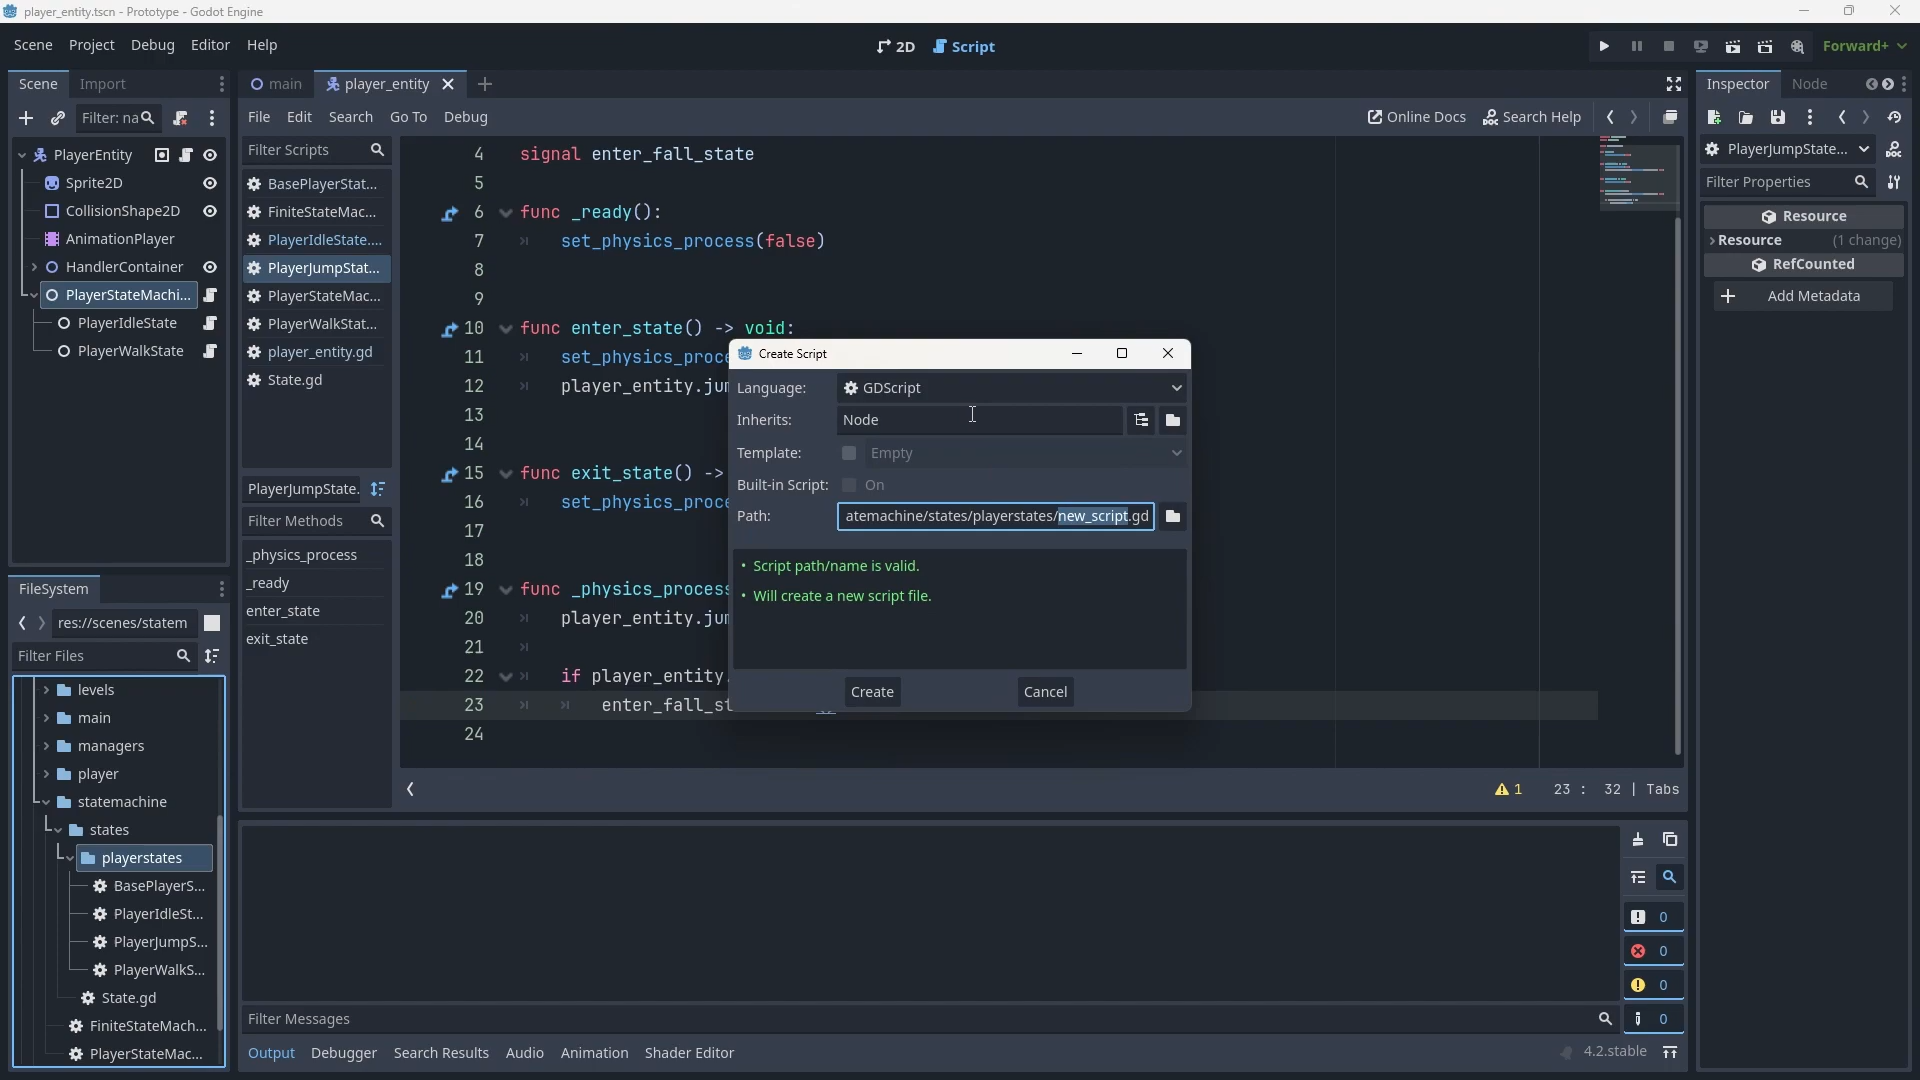 player_entity.tscn - Prototype - Godot Engine
Scene Project Debug Editor Help
2D Script
Forward+
Scene Import
main player_entity
Inspector Node
Filter: na
File Edit Search Go To Debug
Online Docs Search Help
PlayerEntity
Sprite2D
CollisionShape2D
AnimationPlayer
HandlerContainer
PlayerStateMachi...
PlayerIdleState
PlayerWalkState
Filter Scripts
BasePlayerStat...
FiniteStateMac...
PlayerIdleState....
PlayerJumpStat...
PlayerStateMac...
PlayerWalkStat...
player_entity.gd
State.gd
PlayerJumpState.
Filter Methods
_physics_process
_ready
enter_state
exit_state
4 signal enter_fall_state
5
6 func _ready():
7 set_physics_process(false)
8
9
10 func enter_state() -> void:
11 set_physics_proce
12 player_entity.jum
13
14
15 func exit_state() ->
16 set_physics_proce
17
18
19 func _physics_process
20 player_entity.jum
21
22 if player_entity.
23 enter_fall_st
24
1 23 : 32 | Tabs
Create Script
Language: GDScript
Inherits: Node
Template: Empty
Built-in Script: On
Path: atemachine/states/playerstates/new_script.gd
• Script path/name is valid.
• Will create a new script file.
Create Cancel
PlayerJumpState...
Filter Properties
Resource
Resource (1 change)
RefCounted
Add Metadata
FileSystem
res://scenes/statem
Filter Files
levels
main
managers
player
statemachine
states
playerstates
BasePlayerS...
PlayerIdleSt...
PlayerJumpS...
PlayerWalkS...
State.gd
FiniteStateMach...
PlayerStateMac...
0
0
0
0
Filter Messages
Output Debugger Search Results Audio Animation Shader Editor
4.2.stable